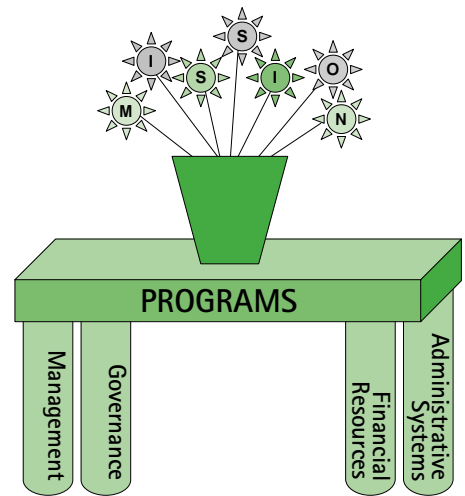 M I S S I O N
PROGRAMS
Management
Governance
Financial
Resources
Administrative
Systems